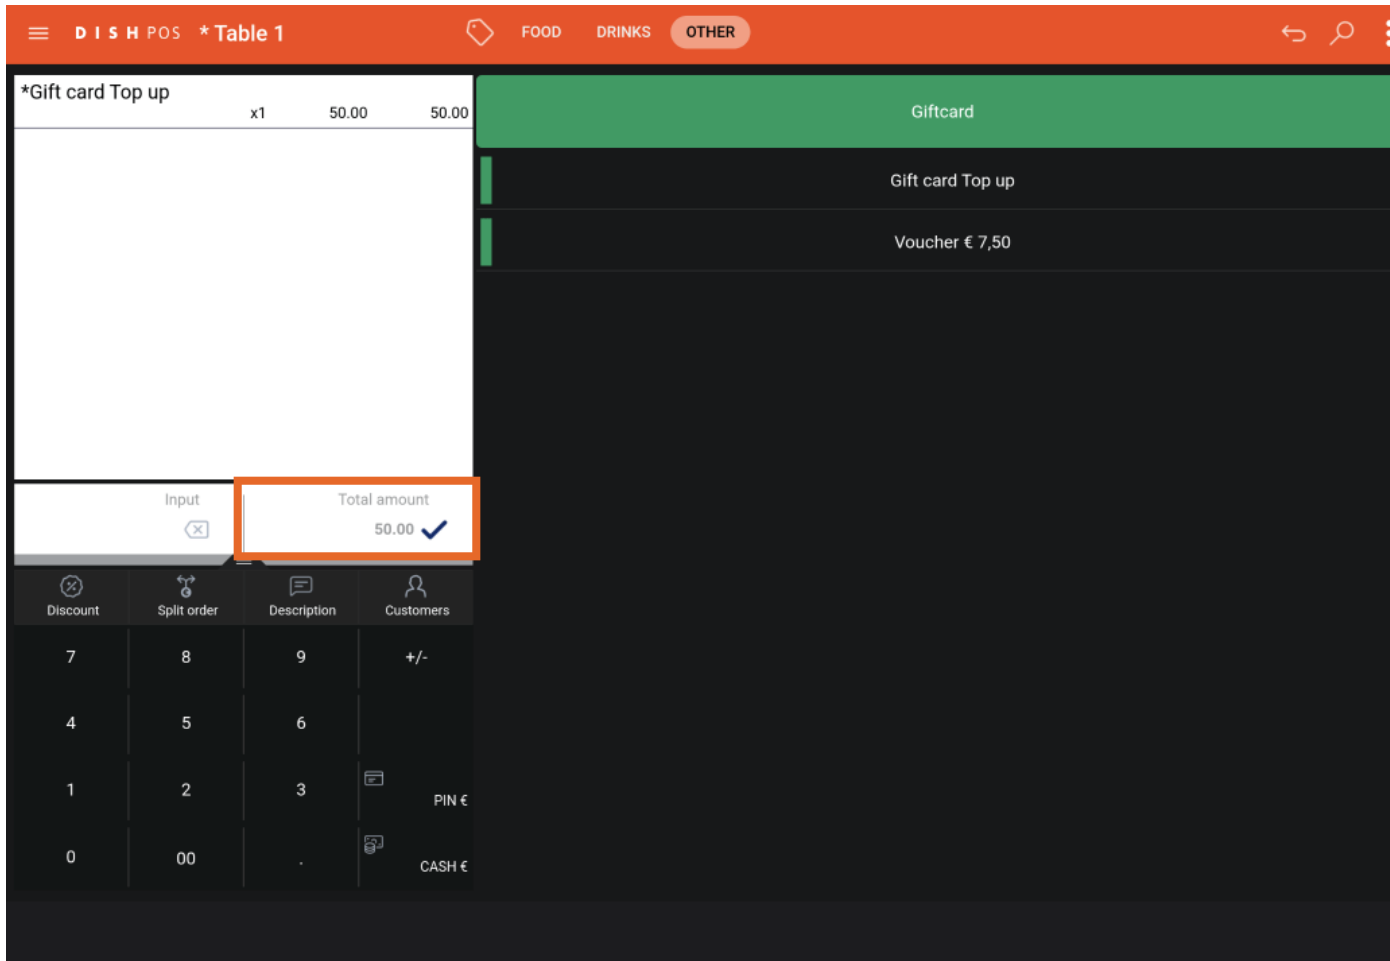 DISH POS * Table 1 FOOD DRINKS OTHER
*Gift card Top up
x1 50.00 50.00
Giftcard
Gift card Top up
Voucher € 7,50
Input Total amount
50.00
Discount Split order Description Customers
7 8 9 +/-
4 5 6
1 2 3 PIN €
0 00 . CASH €